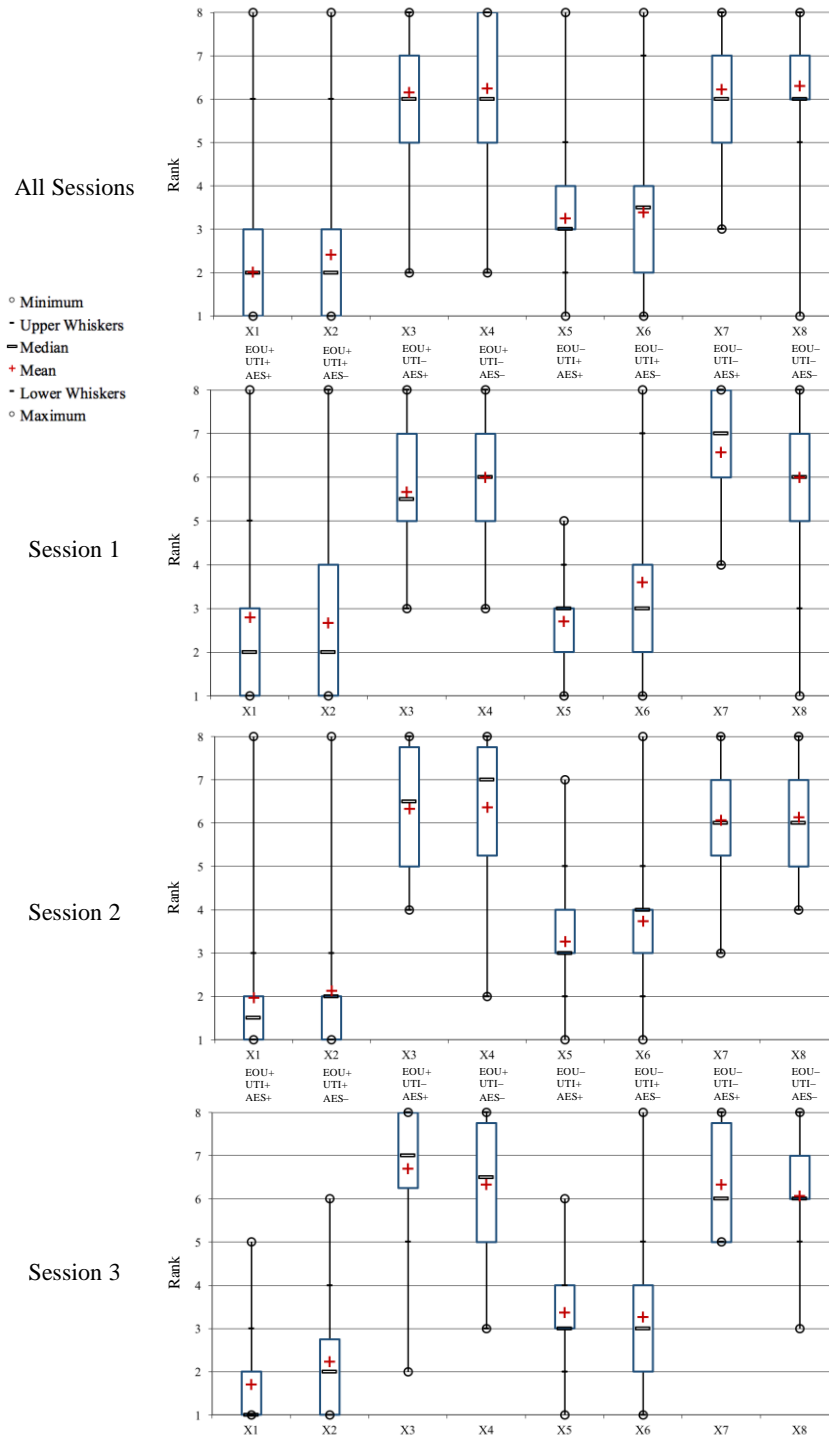 8
7
6
5
4
3
2
1
Rank
All Sessions
X1 X2 X3 X4 X5 X6 X7 X8
EOU+ EOU+ EOU+ EOU+ EOU− EOU− EOU− EOU−
UTI+ UTI+ UTI− UTI− UTI+ UTI+ UTI− UTI−
AES+ AES− AES+ AES− AES+ AES− AES+ AES−
Minimum
Upper Whiskers
Median
Mean
Lower Whiskers
Maximum
8
7
6
5
4
3
2
1
Rank
Session 1
X1 X2 X3 X4 X5 X6 X7 X8
8
7
6
5
4
3
2
1
Rank
Session 2
X1 X2 X3 X4 X5 X6 X7 X8
EOU+ EOU+ EOU+ EOU+ EOU− EOU− EOU− EOU−
UTI+ UTI+ UTI− UTI− UTI+ UTI+ UTI− UTI−
AES+ AES− AES+ AES− AES+ AES− AES+ AES−
8
7
6
5
4
3
2
1
Rank
Session 3
X1 X2 X3 X4 X5 X6 X7 X8